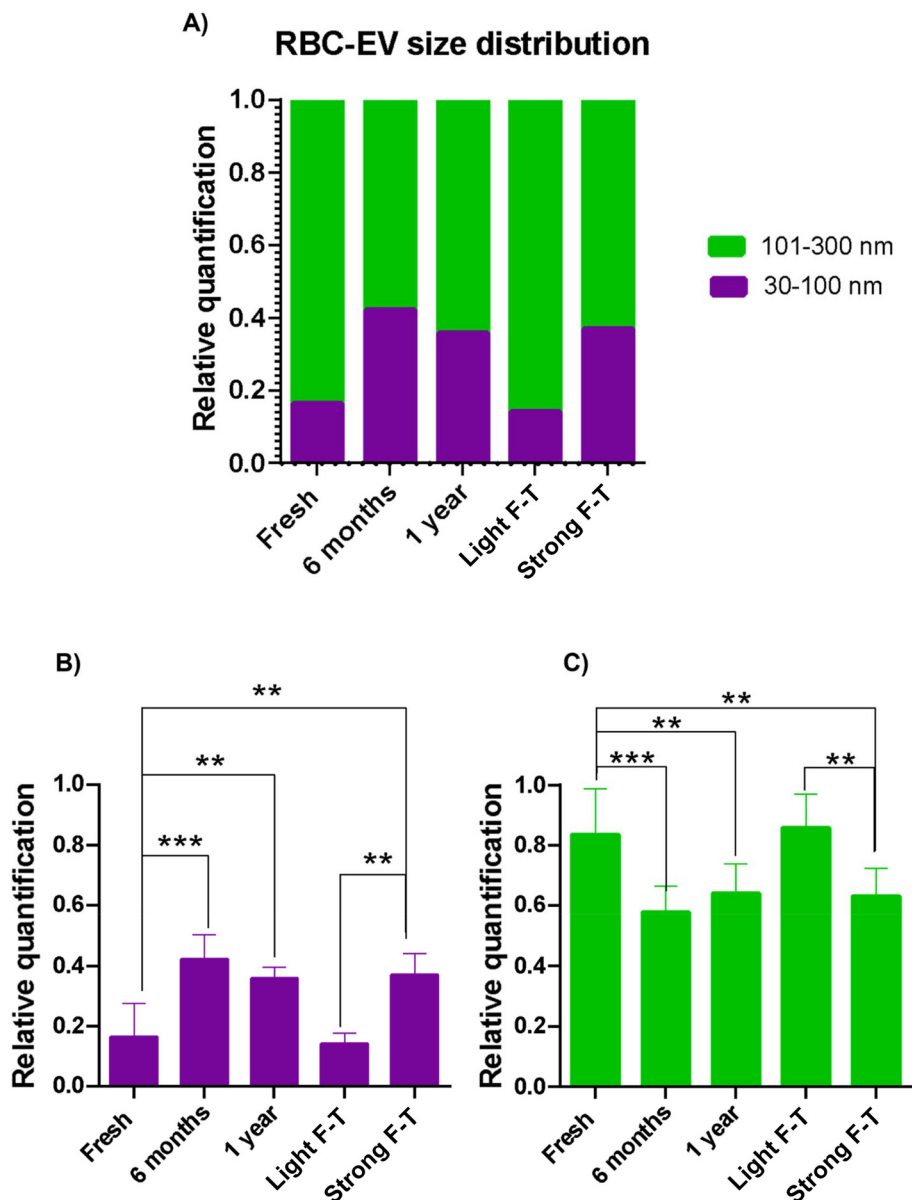 A)
RBC-EV size distribution
Relative quantification
1.0
0.8
0.6
0.4
0.2
0.0
Fresh
6 months
1 year
Light F-T
Strong F-T
101-300 nm
30-100 nm
B)
Relative quantification
1.0
0.8
0.6
0.4
0.2
0.0
**
**
***
**
Fresh
6 months
1 year
Light F-T
Strong F-T
C)
Relative quantification
1.0
0.8
0.6
0.4
0.2
0.0
**
**
***
**
Fresh
6 months
1 year
Light F-T
Strong F-T